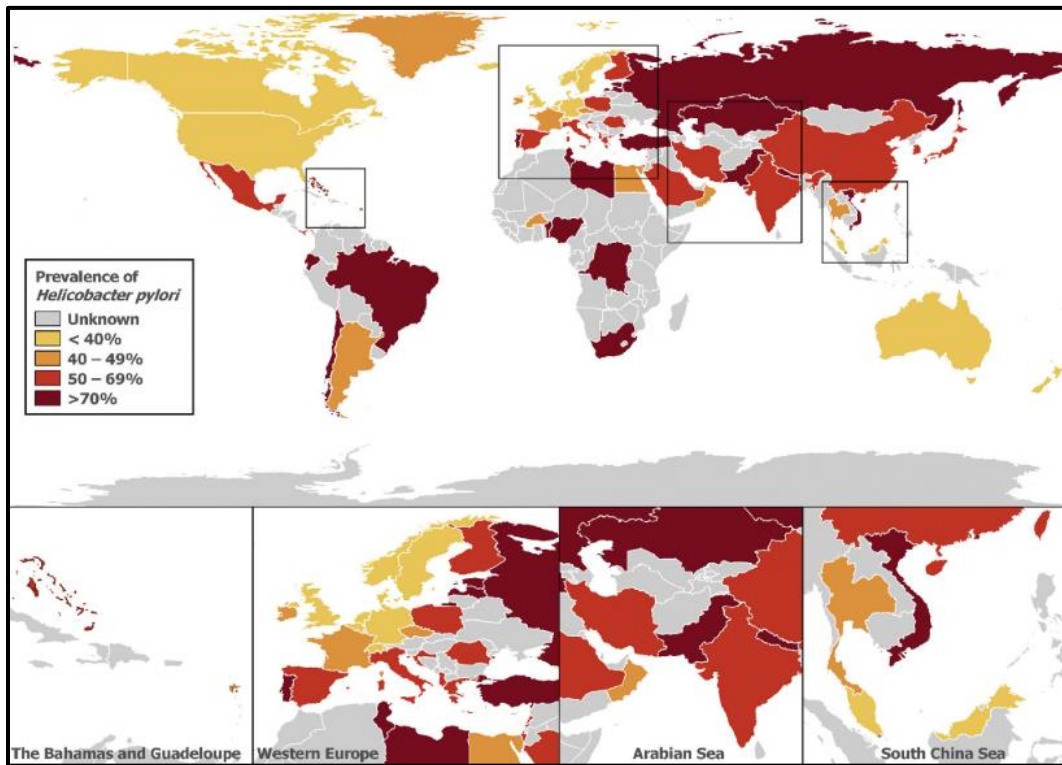 Prevalence of
Helicobacter pylori
Unknown
< 40%
40 – 49%
50 – 69%
>70%
The Bahamas and Guadeloupe
Western Europe
Arabian Sea
South China Sea